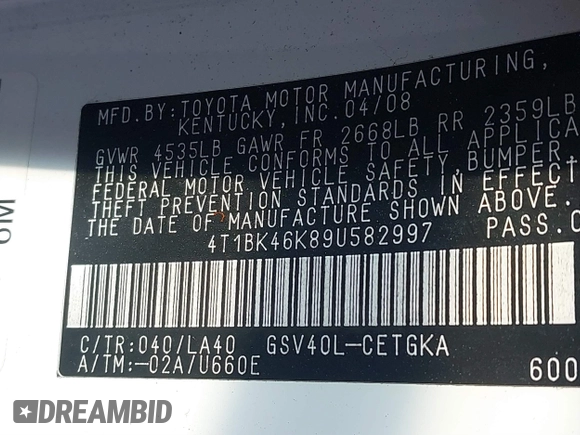 MFD.BY:TOYOTA MOTOR MANUFACTURING,
KENTUCKY,INC.04/08
GVWR 4535LB GAWR FR 2668LB RR 2359LB
THIS VEHICLE CONFORMS TO ALL APPLICA
FEDERAL MOTOR VEHICLE SAFETY,BUMPER,
THEFT PREVENTION STANDARDS IN EFFECT
THE DATE OF MANUFACTURE SHOWN ABOVE.
4T1BK46K89U582997 PASS.C
C/TR:040/LA40 GSV40L-CETGKA
A/TM:-02A/U660E 600
DREAMBID